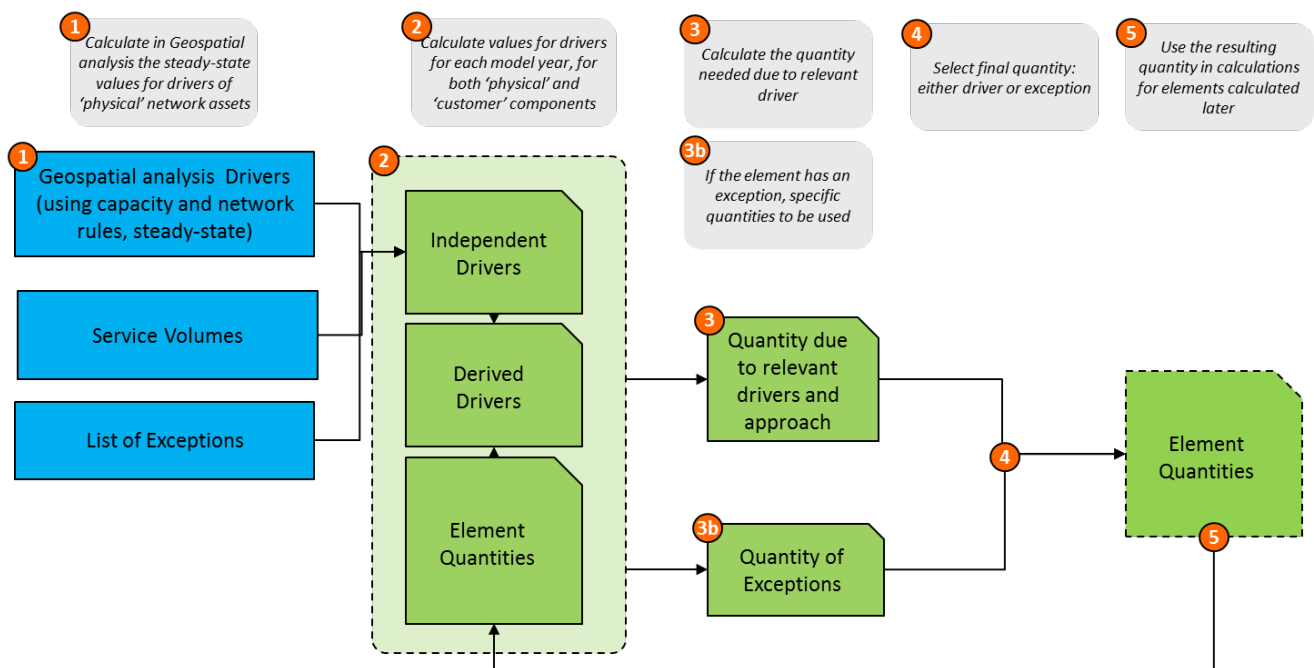 1
Calculate in Geospatial
analysis the steady-state
values for drivers of
‘physical’ network assets
2
Calculate values for drivers
for each model year, for
both ‘physical’ and
‘customer’ components
3
Calculate the quantity
needed due to relevant
driver
4
Select final quantity:
either driver or exception
5
Use the resulting
quantity in calculations
for elements calculated
later
3b
If the element has an
exception, specific
quantities to be used
1
Geospatial analysis Drivers
(using capacity and network
rules, steady-state)
Service Volumes
List of Exceptions
2
Independent
Drivers
Derived
Drivers
Element
Quantities
3
Quantity due
to relevant
drivers and
approach
3b
Quantity of
Exceptions
4
Element
Quantities
5